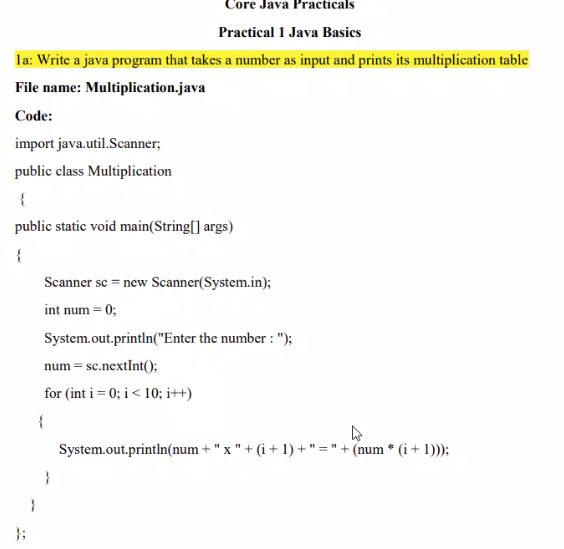 Core Java Practicals
Practical 1 Java Basics
1a: Write a java program that takes a number as input and prints its multiplication table
File name: Multiplication.java
Code:
import java.util.Scanner;
public class Multiplication
{
public static void main(String[] args)
{
Scanner sc = new Scanner(System.in);
int num = 0;
System.out.println("Enter the number : ");
num = sc.nextInt();
for (int i = 0; i < 10; i++)
{
System.out.println(num + " x " + (i + 1) + " = " + (num * (i + 1)));
}
}
};